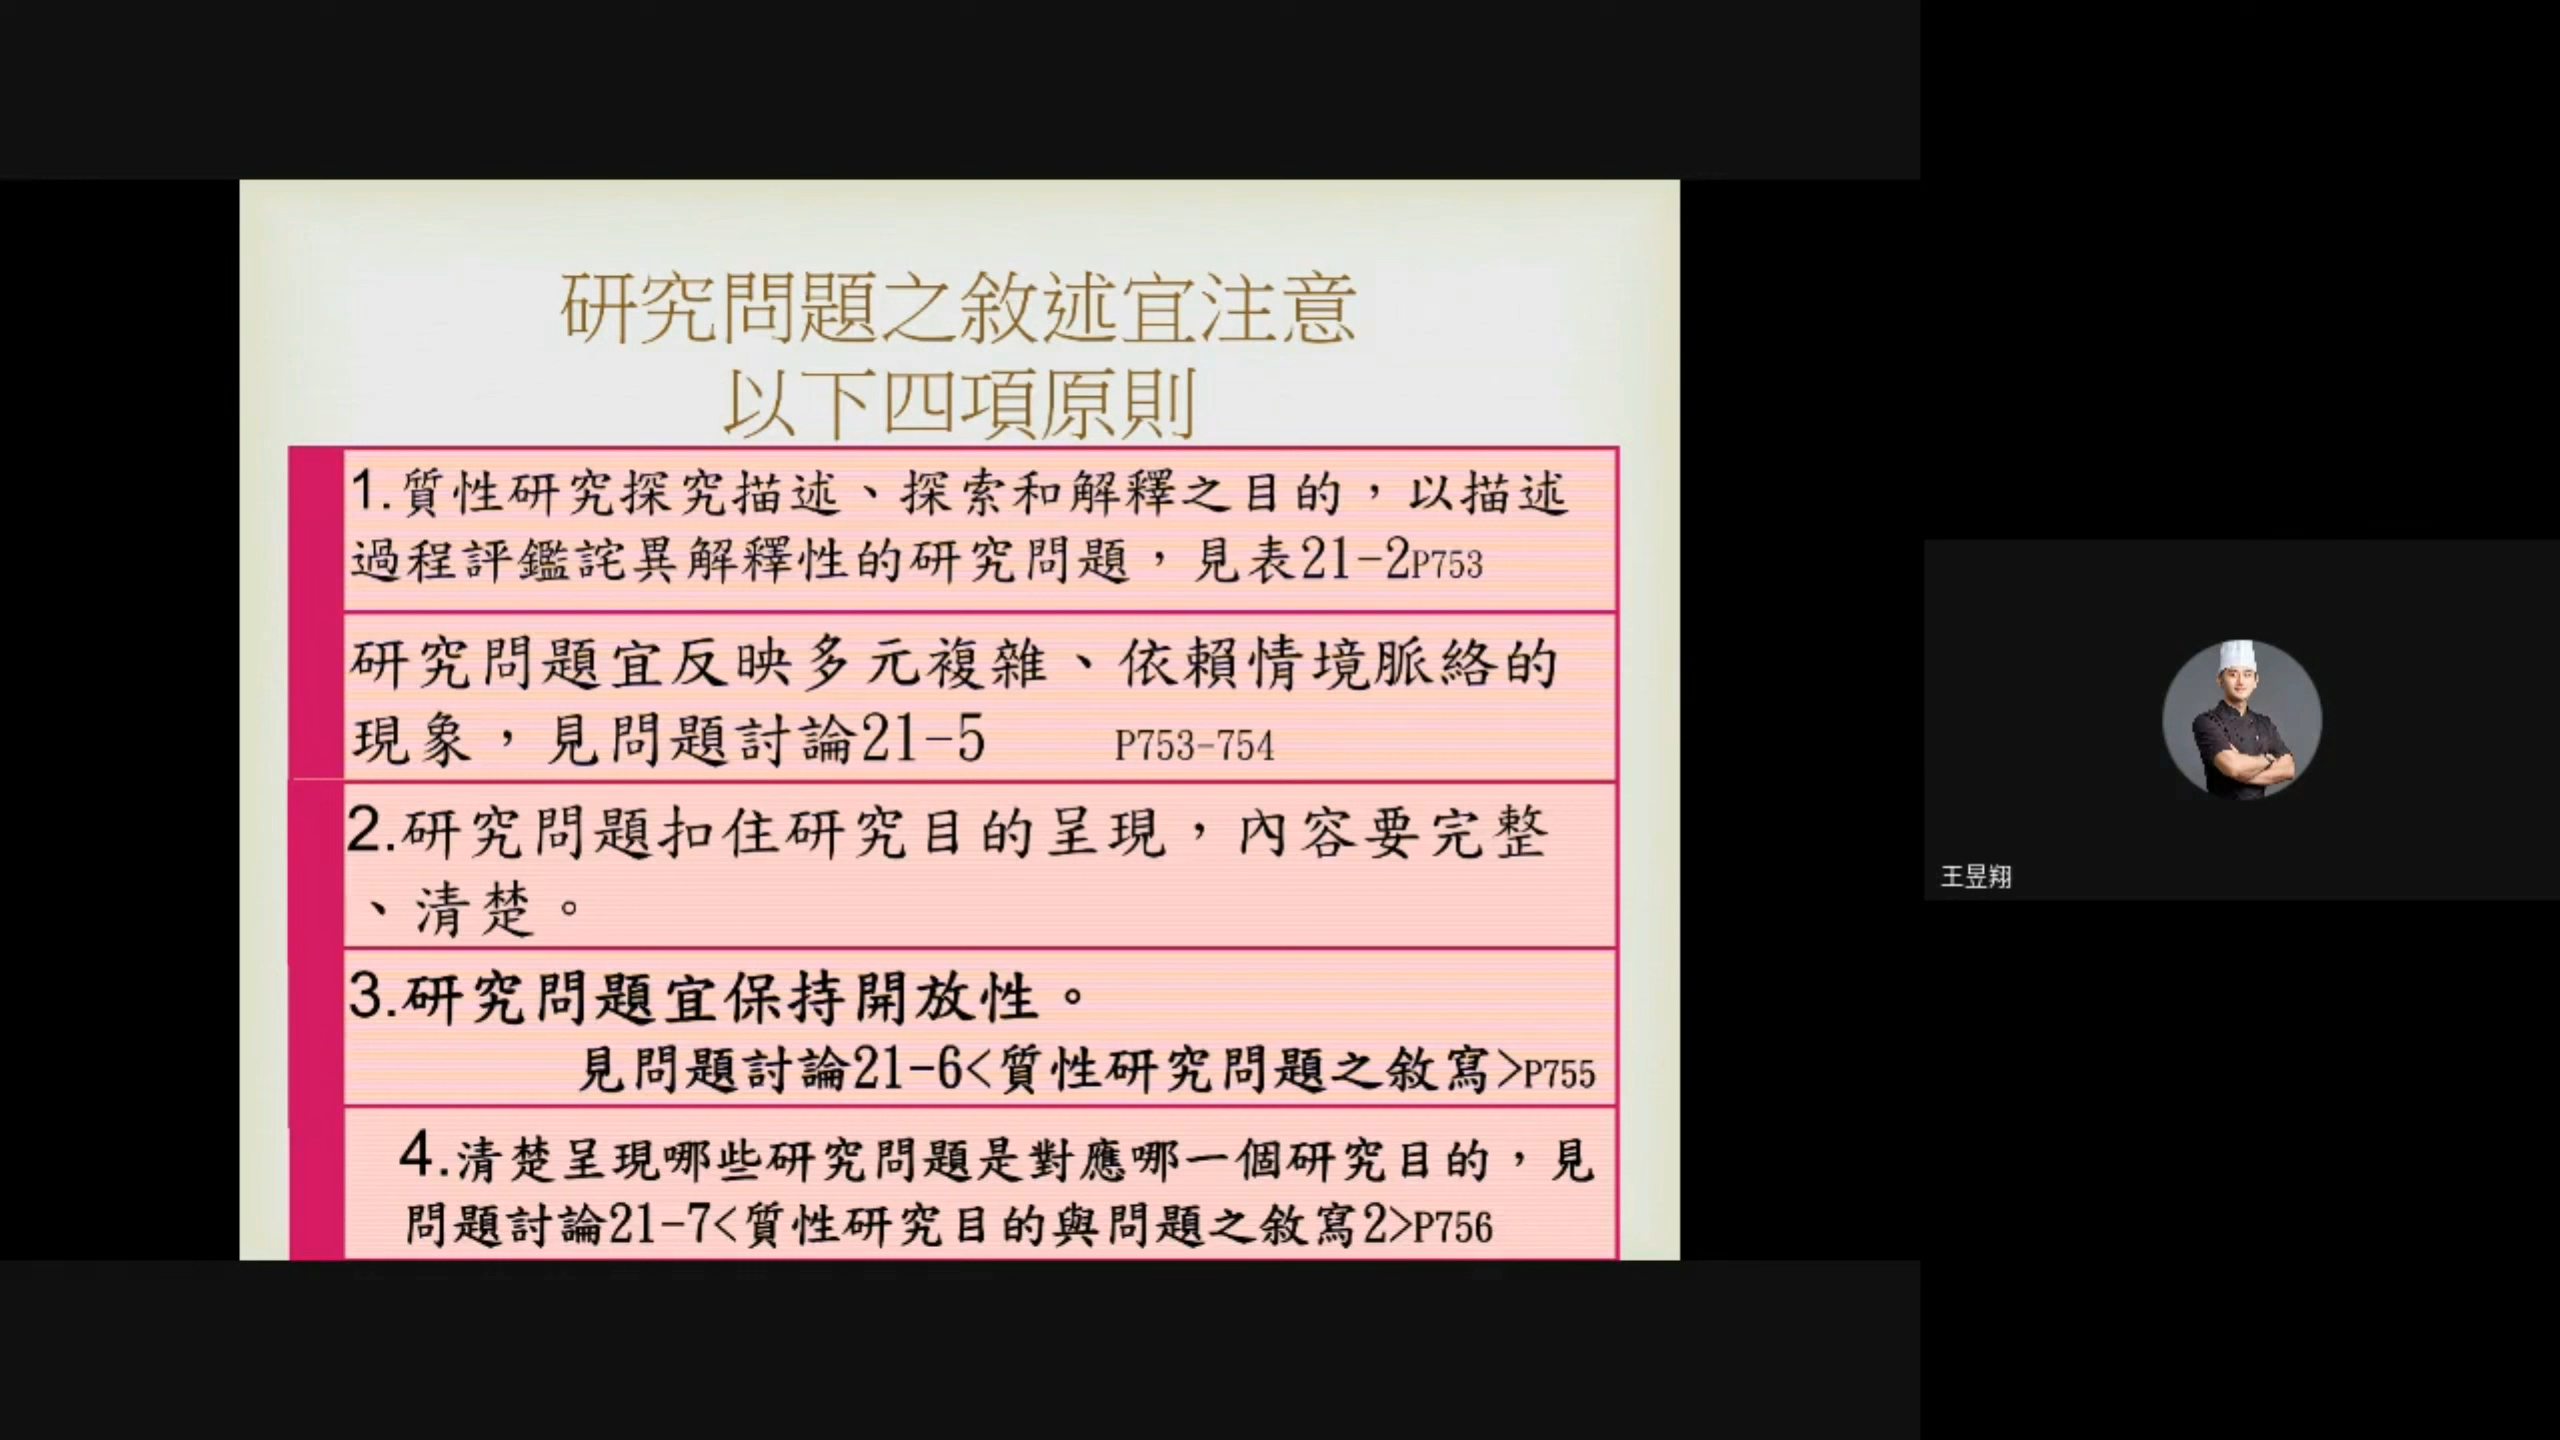 研究問題之敘述宜注意
以下四項原則
1.質性研究探究描述、探索和解釋之目的，以描述
過程評鑑詫異解釋性的研究問題，見表21-2P753
研究問題宜反映多元複雜、依賴情境脈絡的
現象，見問題討論21-5 P753-754
2.研究問題扣住研究目的呈現，內容要完整
、清楚。
3.研究問題宜保持開放性。
見問題討論21-6<質性研究問題之敘寫>P755
4.清楚呈現哪些研究問題是對應哪一個研究目的，見
問題討論21-7<質性研究目的與問題之敘寫2>P756
王昱翔